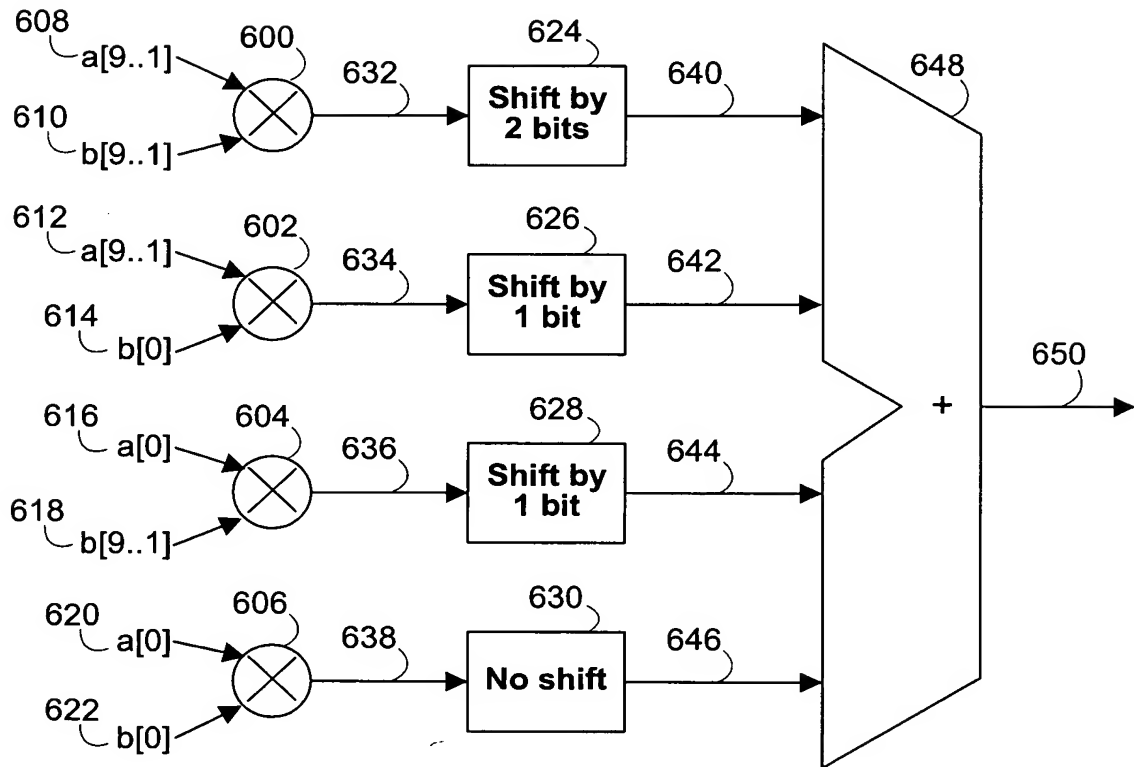 608
a[9..1]
600
632
624
Shift by
2 bits
640
648
610
b[9..1]
612
a[9..1]
602
634
626
Shift by
1 bit
642
614
b[0]
650
616
a[0]
604
636
628
Shift by
1 bit
644
+
618
b[9..1]
620
a[0]
606
638
630
No shift
646
622
b[0]